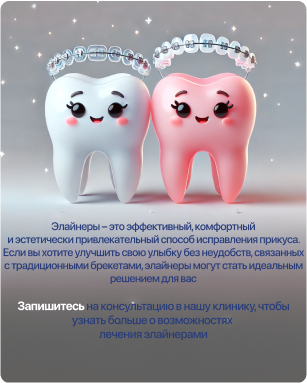 Элайнеры – это эффективный, комфортный
и эстетически привлекательный способ исправления прикуса.
Если вы хотите улучшить свою улыбку без неудобств, связанных
с традиционными брекетами, элайнеры могут стать идеальным
решением для вас
Запишитесь на консультацию в нашу клинику, чтобы
узнать больше о возможностях
лечения элайнерами